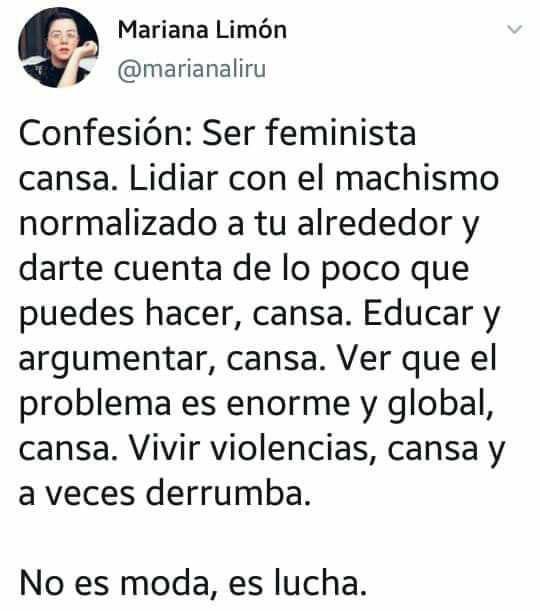 Mariana Limón
@marianaliru
Confesión: Ser feminista
cansa. Lidiar con el machismo
normalizado a tu alrededor y
darte cuenta de lo poco que
puedes hacer, cansa. Educar y
argumentar, cansa. Ver que el
problema es enorme y global,
cansa. Vivir violencias, cansa y
a veces derrumba.
No es moda, es lucha.